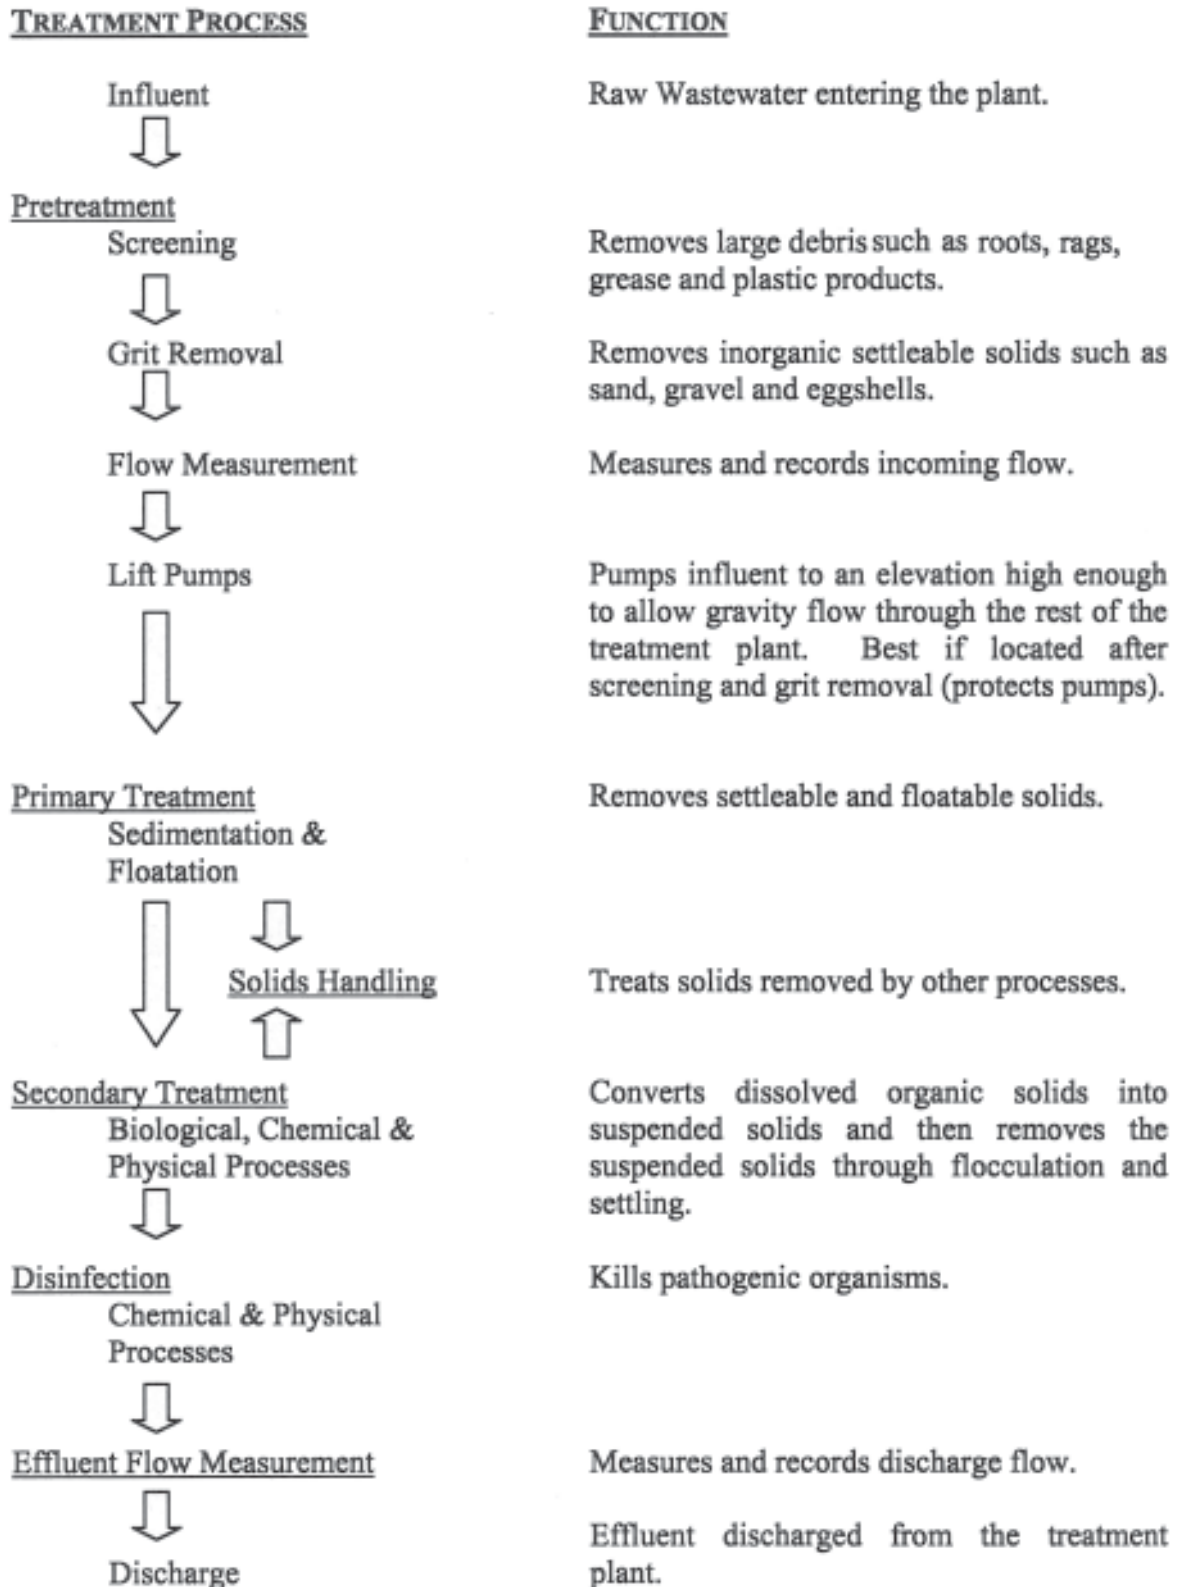 TREATMENT PROCESS
FUNCTION
Influent
Raw Wastewater entering the plant.
Pretreatment
Screening
Removes large debris such as roots, rags,
grease and plastic products.
Grit Removal
Removes inorganic settleable solids such as
sand, gravel and eggshells.
Flow Measurement
Measures and records incoming flow.
Lift Pumps
Pumps influent to an elevation high enough
to allow gravity flow through the rest of the
treatment plant. Best if located after
screening and grit removal (protects pumps).
Primary Treatment
Removes settleable and floatable solids.
Sedimentation &
Floatation
Solids Handling
Treats solids removed by other processes.
Secondary Treatment
Biological, Chemical &
Physical Processes
Converts dissolved organic solids into
suspended solids and then removes the
suspended solids through flocculation and
settling.
Disinfection
Kills pathogenic organisms.
Chemical & Physical
Processes
Effluent Flow Measurement
Measures and records discharge flow.
Discharge
Effluent discharged from the treatment
plant.